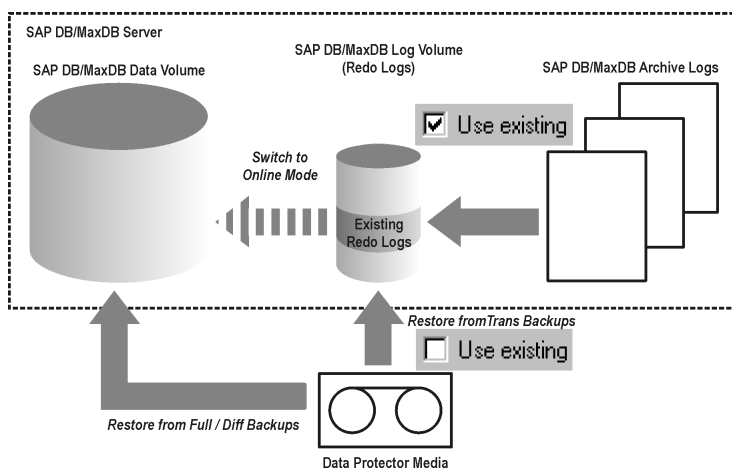 SAP DB/MaxDB Server
SAP DB/MaxDB Data Volume
SAP DB/MaxDB Log Volume
(Redo Logs)
SAP DB/MaxDB Archive Logs
Use existing
Switch to
Online Mode
Existing
Redo Logs
Restore fromTrans Backups
Use existing
Restore from Full / Diff Backups
Data Protector Media